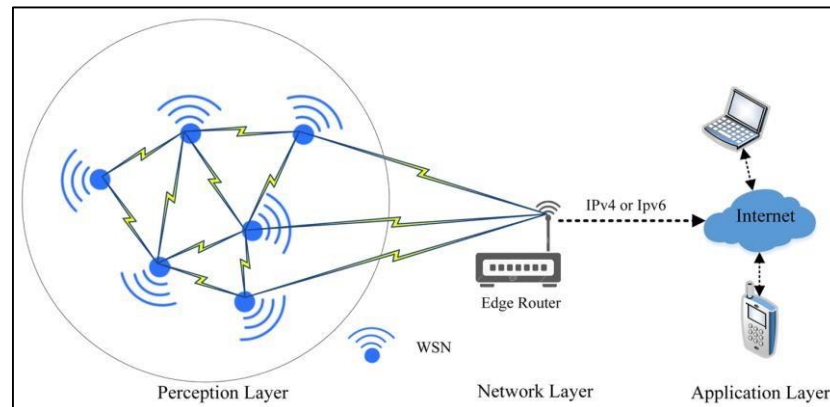 IPv4 or Ipv6
Internet
Edge Router
WSN
Perception Layer
Network Layer
Application Layer